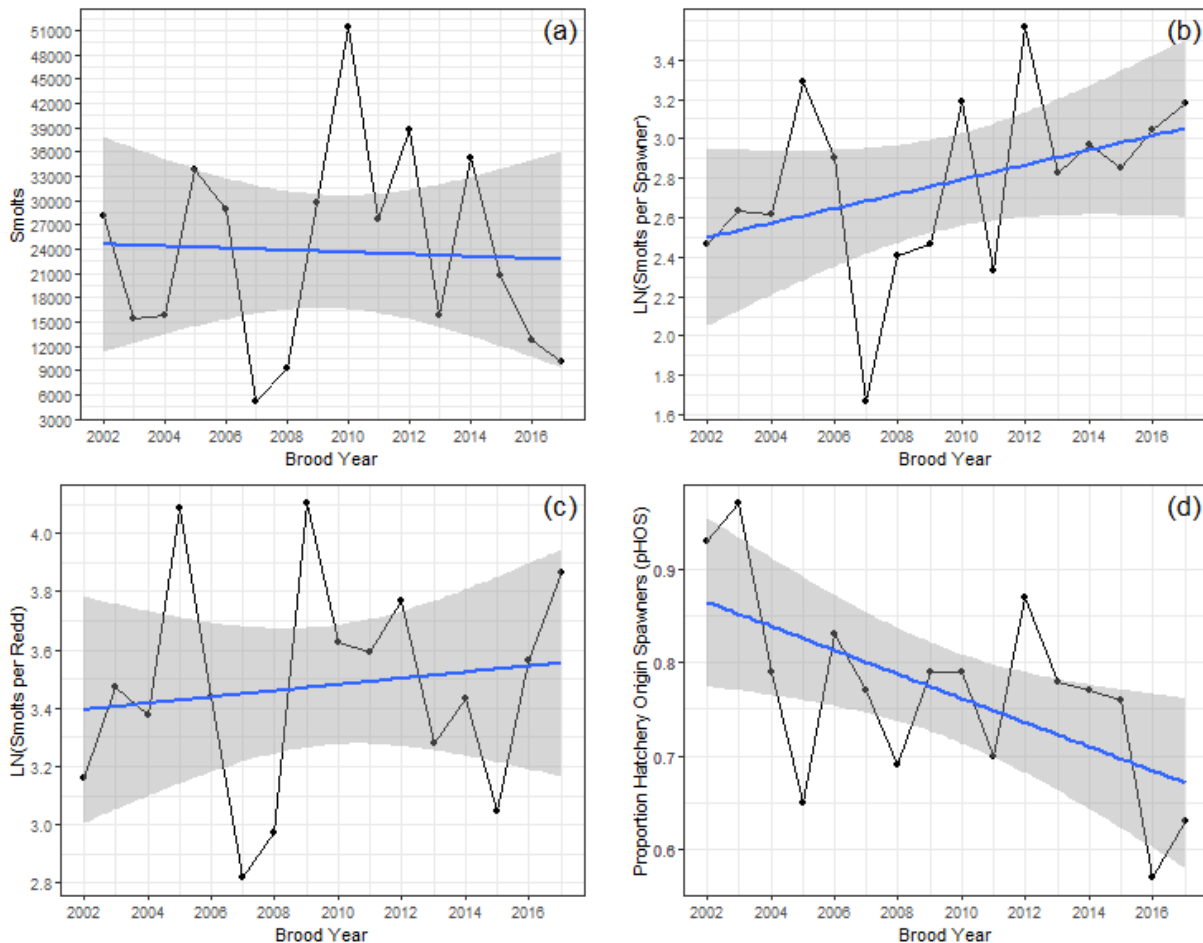 (a)
Smolts
51000
48000
45000
42000
39000
36000
33000
30000
27000
24000
21000
18000
15000
12000
9000
6000
3000
2002 2004 2006 2008 2010 2012 2014 2016
Brood Year
(b)
LN(Smolts per Spawner)
3.4
3.2
3.0
2.8
2.6
2.4
2.2
2.0
1.8
1.6
2002 2004 2006 2008 2010 2012 2014 2016
Brood Year
(c)
LN(Smolts per Redd)
4.0
3.8
3.6
3.4
3.2
3.0
2.8
2002 2004 2006 2008 2010 2012 2014 2016
Brood Year
(d)
Proportion Hatchery Origin Spawners (pHOS)
0.9
0.8
0.7
0.6
2002 2004 2006 2008 2010 2012 2014 2016
Brood Year